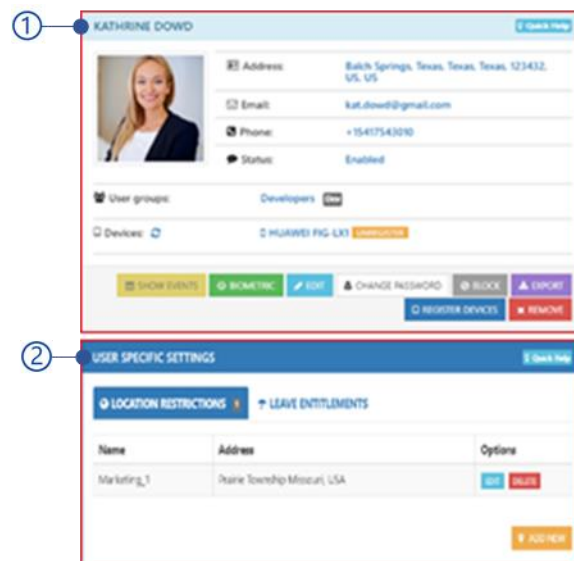 1
KATHRINE DOWD
Quick Help
Address:
Balch Springs, Texas, Texas, Texas, 123432,
US, US
Email:
kat.dowd@gmail.com
Phone:
+15417543010
Status:
Enabled
User groups:
Developers Dev
Devices:
HUAWEI FIG-LX1 UNREGISTER
SHOW EVENTS BIOMETRIC EDIT CHANGE PASSWORD BLOCK EXPORT
REGISTER DEVICES REMOVE
2
USER SPECIFIC SETTINGS
Quick Help
LOCATION RESTRICTIONS LEAVE ENTITLEMENTS
Name Address Options
Marketing_1 Prairie Township Missouri, USA EDIT DELETE
ADD NEW